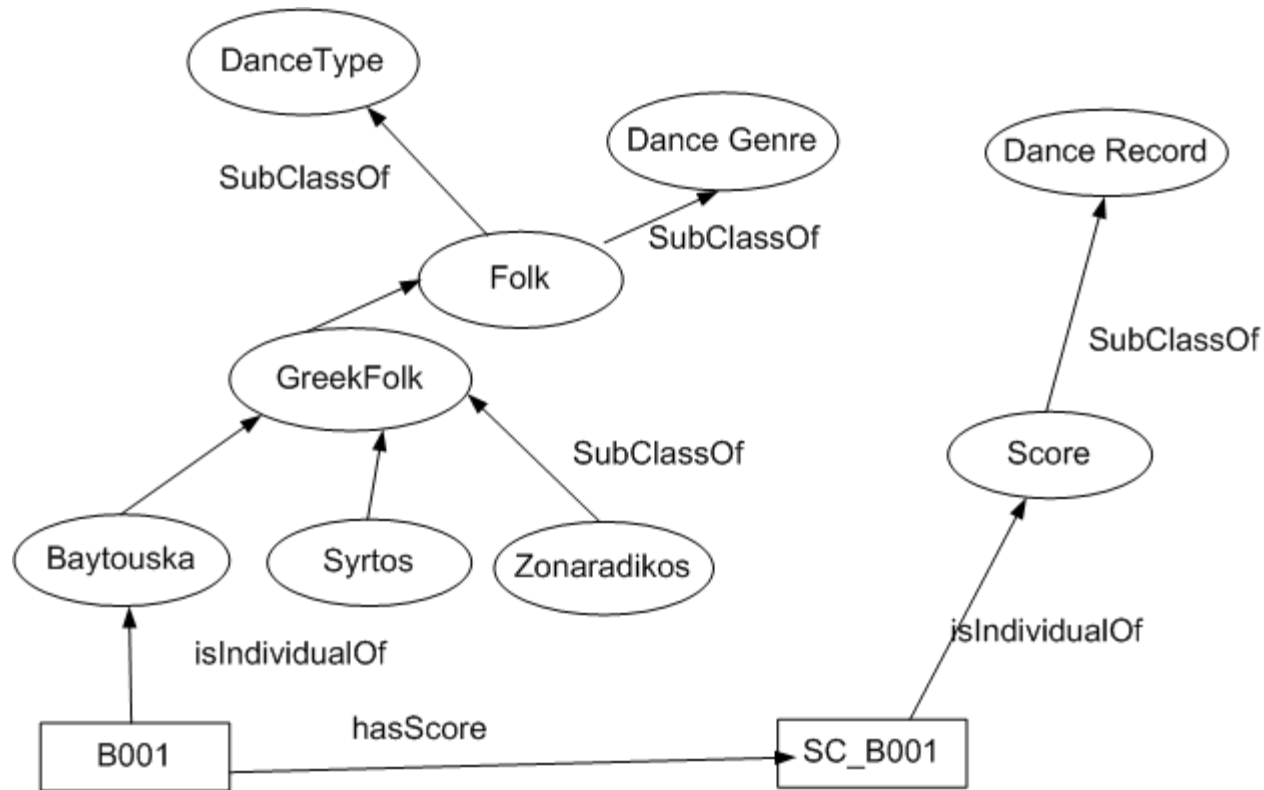 DanceType
Dance Genre
Dance Record
SubClassOf
SubClassOf
Folk
SubClassOf
GreekFolk
SubClassOf
Score
Baytouska
Syrtos
Zonaradikos
isIndividualOf
isIndividualOf
hasScore
B001
SC_B001